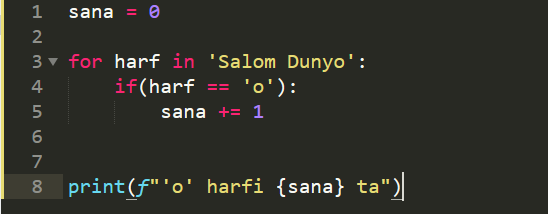 1 sana = 0
2
3 for harf in 'Salom Dunyo':
4     if(harf == 'o'):
5         sana += 1
6
7
8 print(f"'o' harfi {sana} ta")